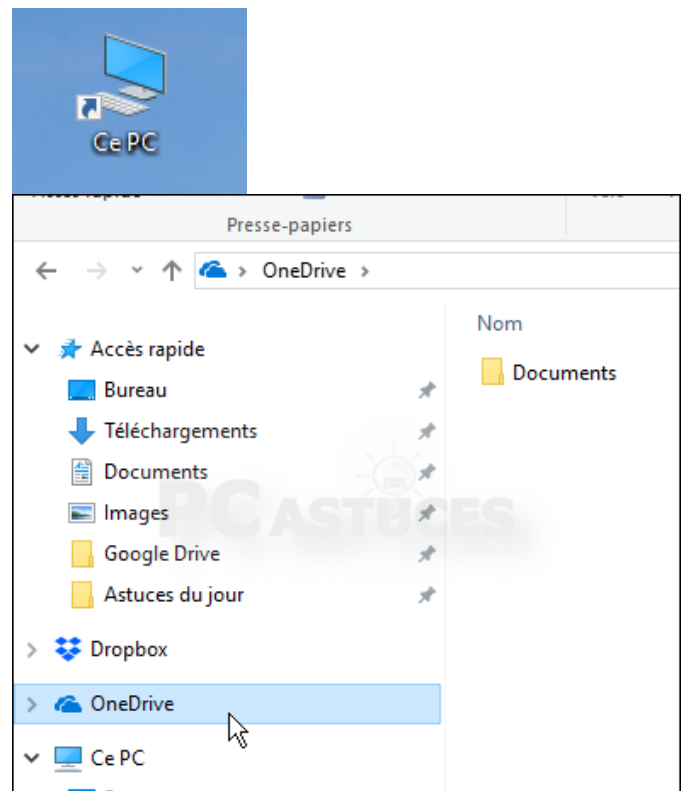 Ce PC
Presse-papiers
OneDrive
Nom
Accès rapide
Documents
Bureau
Téléchargements
Documents
Images
PC ASTUCES
Google Drive
Astuces du jour
Dropbox
OneDrive
Ce PC